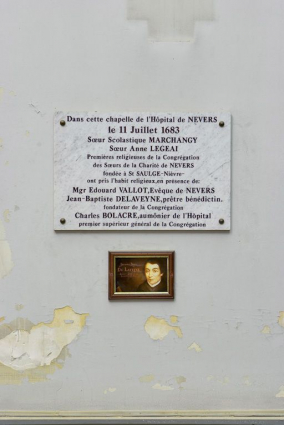 Dans cette chapelle de l'Hôpital de NEVERS
le 11 Juillet 1683
Sœur Scolastique MARCHANGY
Sœur Anne LEGEAI
Premières religieuses de la Congrégation
des Sœurs de la Charité de NEVERS
fondée à St SAULGE-Nièvre-
ont pris l'habit religieux, en présence de:
Mgr Edouard VALLOT, Evêque de NEVERS
Jean-Baptiste DELAVEYNE, prêtre bénédictin.
fondateur de la Congrégation
Charles BOLACRE, aumônier de l'Hôpital
premier supérieur général de la Congrégation